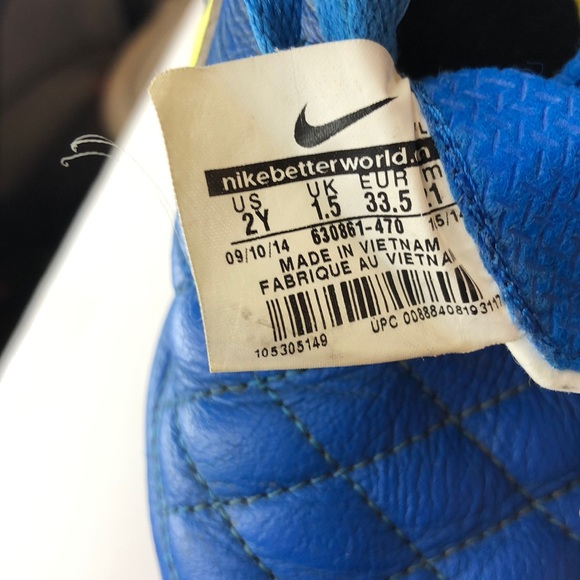 nikebetterworld.
US UK EUR
2Y 1.5 33.5
630861-470
09/10/14
MADE IN VIETNAM
FABRIQUE AU VIETNA
105305149
UPC 00888408193117